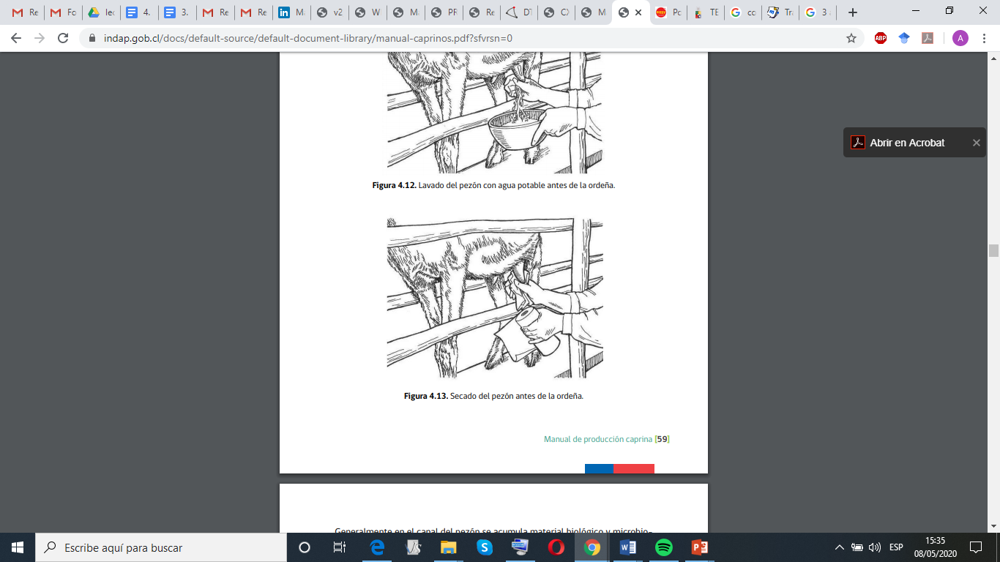 Re
Fo
lec
4.
3.
Re
Re
M
v2
W
M
PR
Re
DT
CX
M
Pc
TE
cc
Tra
3 a
indap.gob.cl/docs/default-source/default-document-library/manual-caprinos.pdf?sfvrsn=0
ABP
A
Abrir en Acrobat
Figura 4.12. Lavado del pezón con agua potable antes de la ordeña.
Figura 4.13. Secado del pezón antes de la ordeña.
Manual de producción caprina [59]
Generalmente en el canal del pezón se acumula material biológico y microbio-
Escribe aquí para buscar
ESP
15:35
08/05/2020